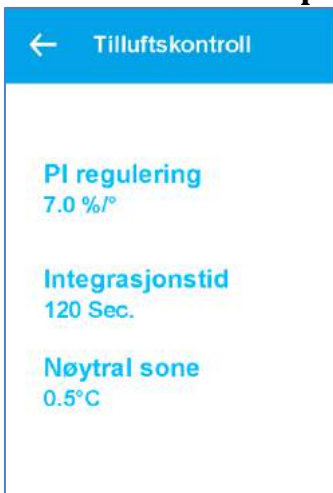 Tilluftskontroll
PI regulering
7.0 %/°
Integrasjonstid
120 Sec.
Nøytral sone
0.5°C